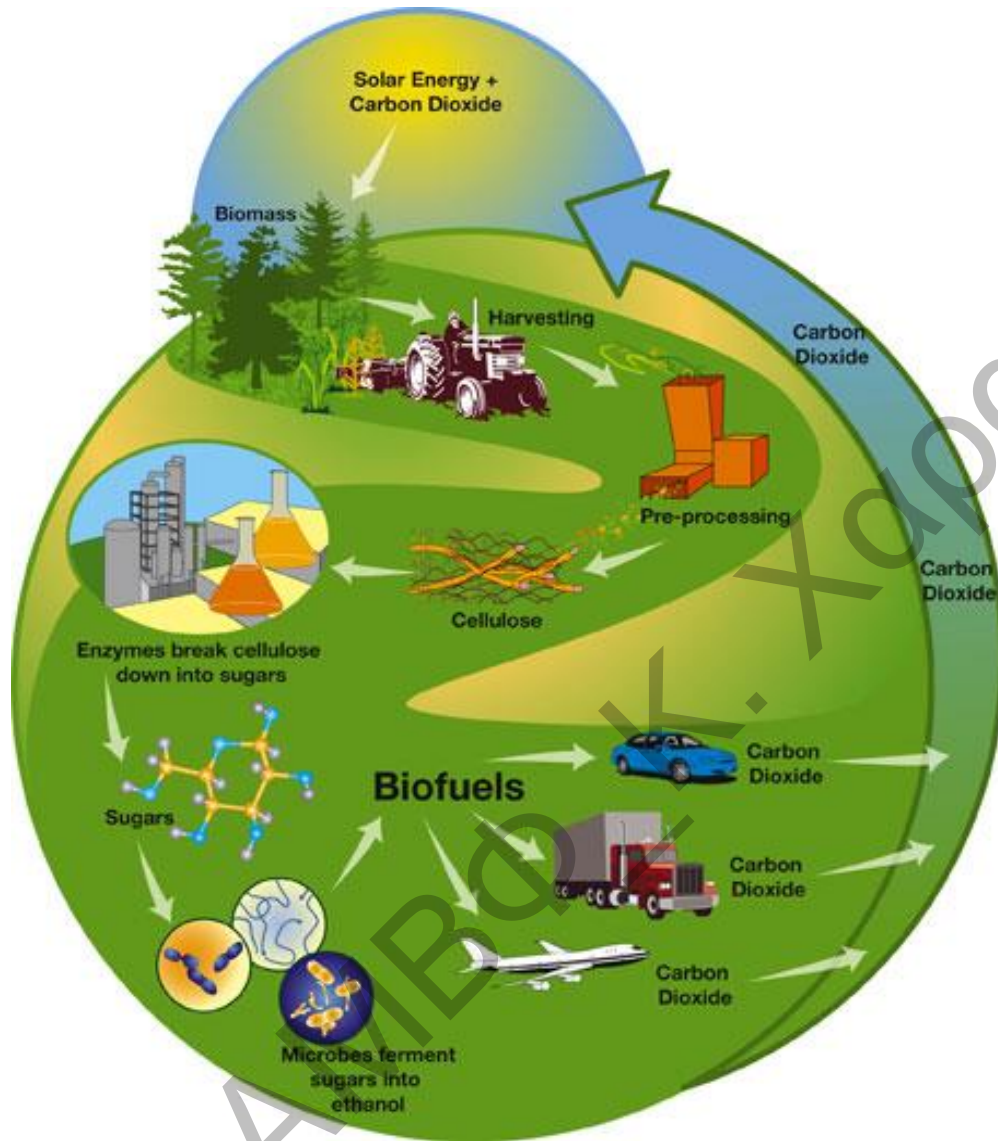 Solar Energy +
Carbon Dioxide
Biomass
Harvesting
Carbon
Dioxide
Pre-processing
Carbon
Dioxide
Cellulose
Enzymes break cellulose
down into sugars
Sugars
Biofuels
Carbon
Dioxide
Carbon
Dioxide
Carbon
Dioxide
Microbes ferment
sugars into
ethanol